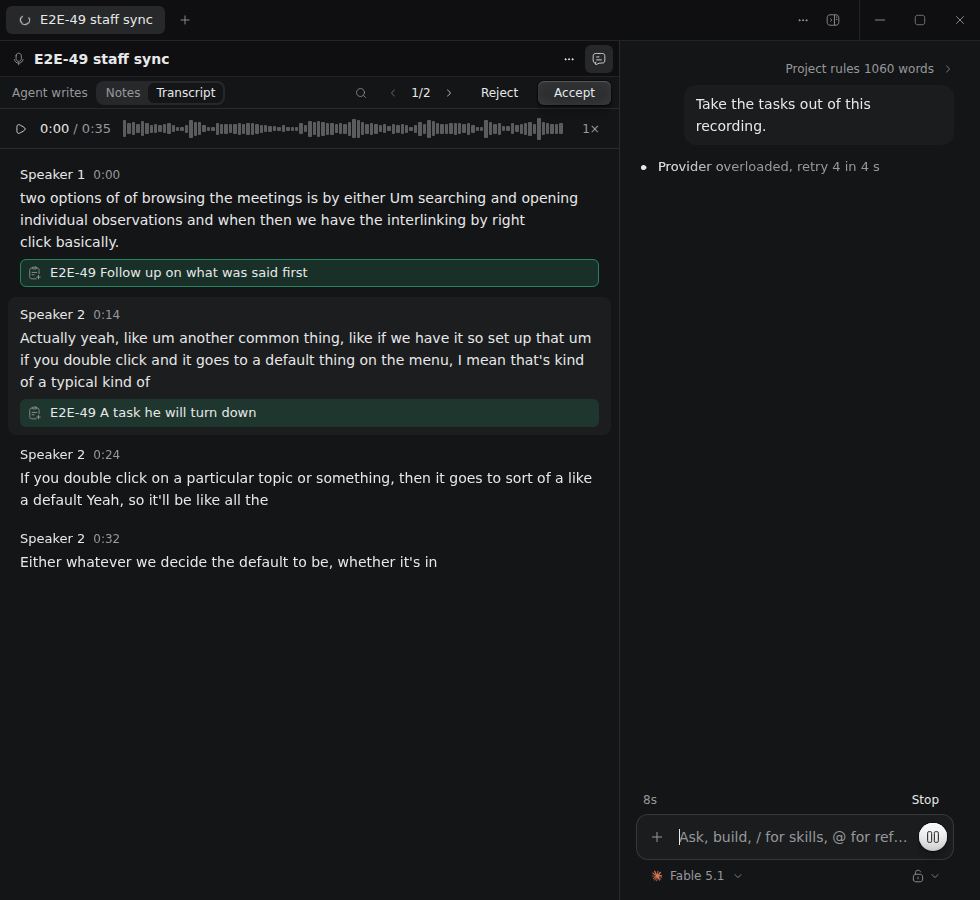 E2E-49 staff sync
E2E-49 staff sync
Agent writes
Notes
Transcript
1/2
Reject
Accept
0:00 / 0:35
1×
Speaker 1 0:00
two options of of browsing the meetings is by either Um searching and opening
individual observations and when then we have the interlinking by right
click basically.
E2E-49 Follow up on what was said first
Speaker 2 0:14
Actually yeah, like um another common thing, like if we have it so set up that um
if you double click and it goes to a default thing on the menu, I mean that's kind
of a typical kind of
E2E-49 A task he will turn down
Speaker 2 0:24
If you double click on a particular topic or something, then it goes to sort of a like
a default Yeah, so it'll be like all the
Speaker 2 0:32
Either whatever we decide the default to be, whether it's in
Project rules 1060 words
Take the tasks out of this
recording.
Provider overloaded, retry 4 in 4 s
8s
Stop
Ask, build, / for skills, @ for ref…
Fable 5.1